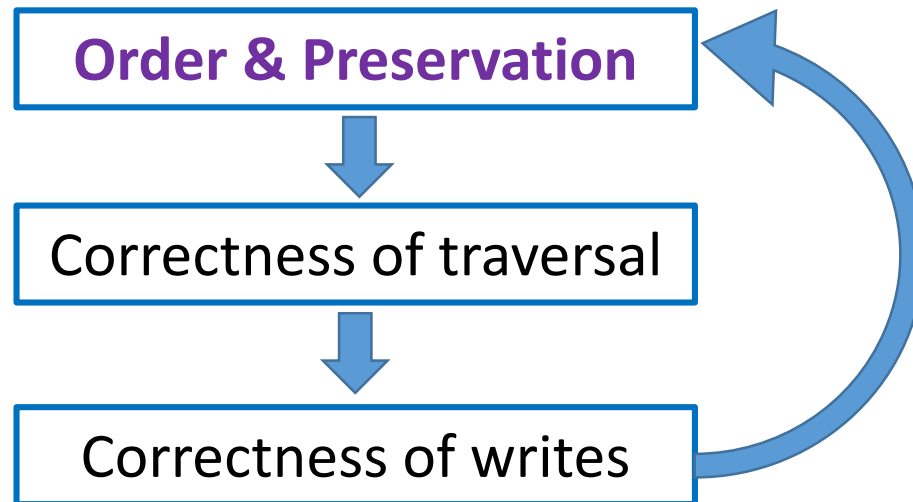 Order & Preservation
Correctness of traversal
Correctness of writes